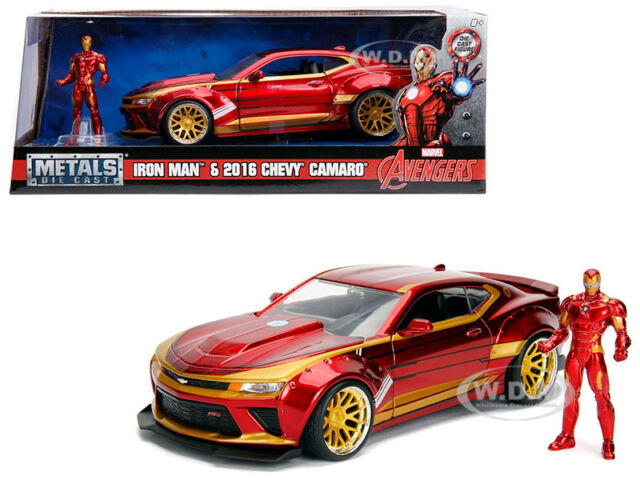 8+
W.D.
DIE
CAST
FIGURE
METALS
DIE CAST
IRON MAN™ & 2016 CHEVY® CAMARO®
MARVEL
AVENGERS
W.D.